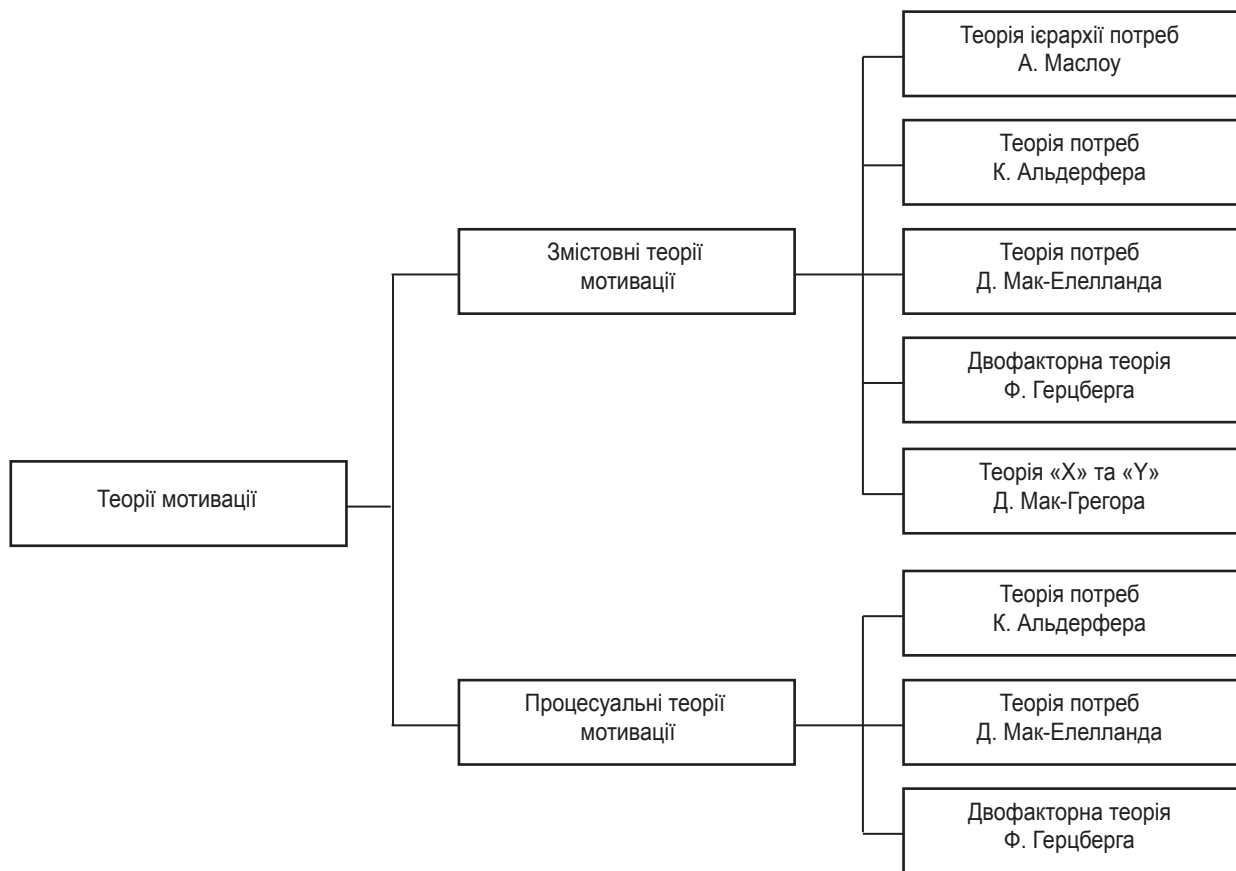 Теорія ієрархії потреб
А. Маслоу
Теорія потреб
К. Альдерфера
Змістовні теорії
мотивації
Теорія потреб
Д. Мак-Елелланда
Двофакторна теорія
Ф. Герцберга
Теорії мотивації
Теорія «X» та «Y»
Д. Мак-Грегора
Теорія потреб
К. Альдерфера
Процесуальні теорії
мотивації
Теорія потреб
Д. Мак-Елелланда
Двофакторна теорія
Ф. Герцберга